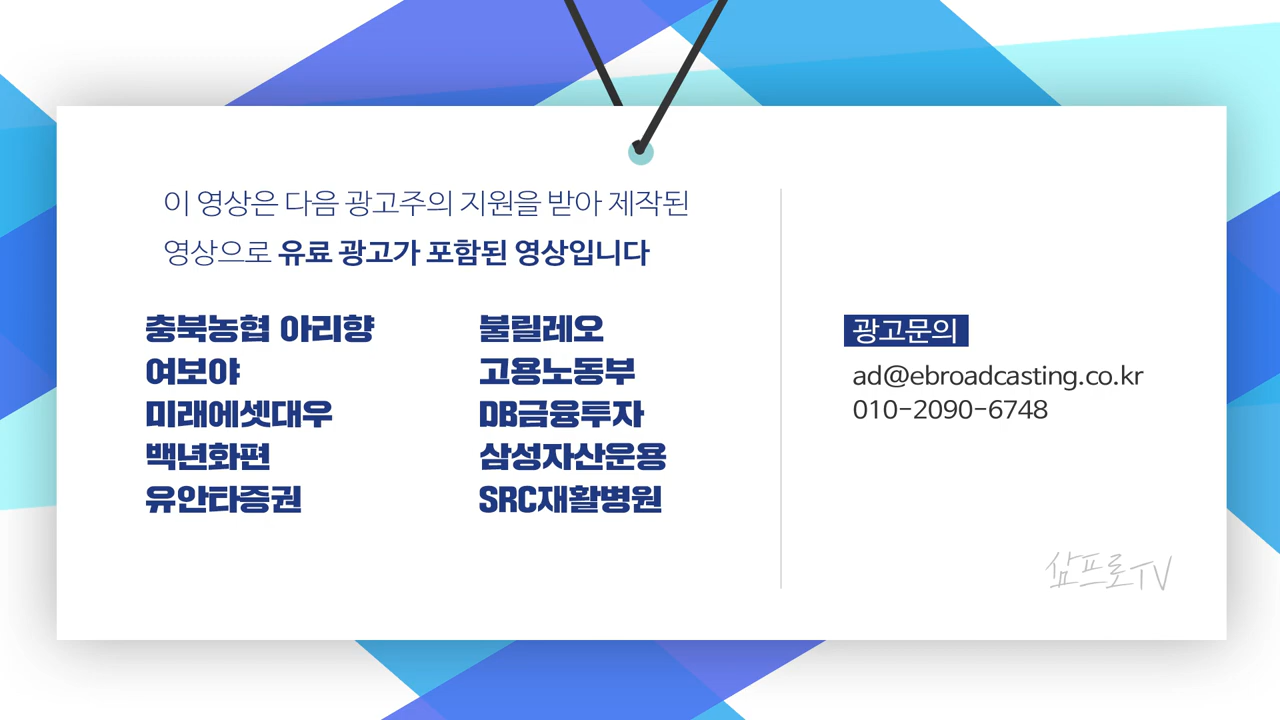 이 영상은 다음 광고주의 지원을 받아 제작된
영상으로 유료 광고가 포함된 영상입니다
충북농협 아리향
여보야
미래에셋대우
백년화편
유안타증권
불릴레오
고용노동부
DB금융투자
삼성자산운용
SRC재활병원
광고문의
ad@ebroadcasting.co.kr
010-2090-6748
삼프로TV